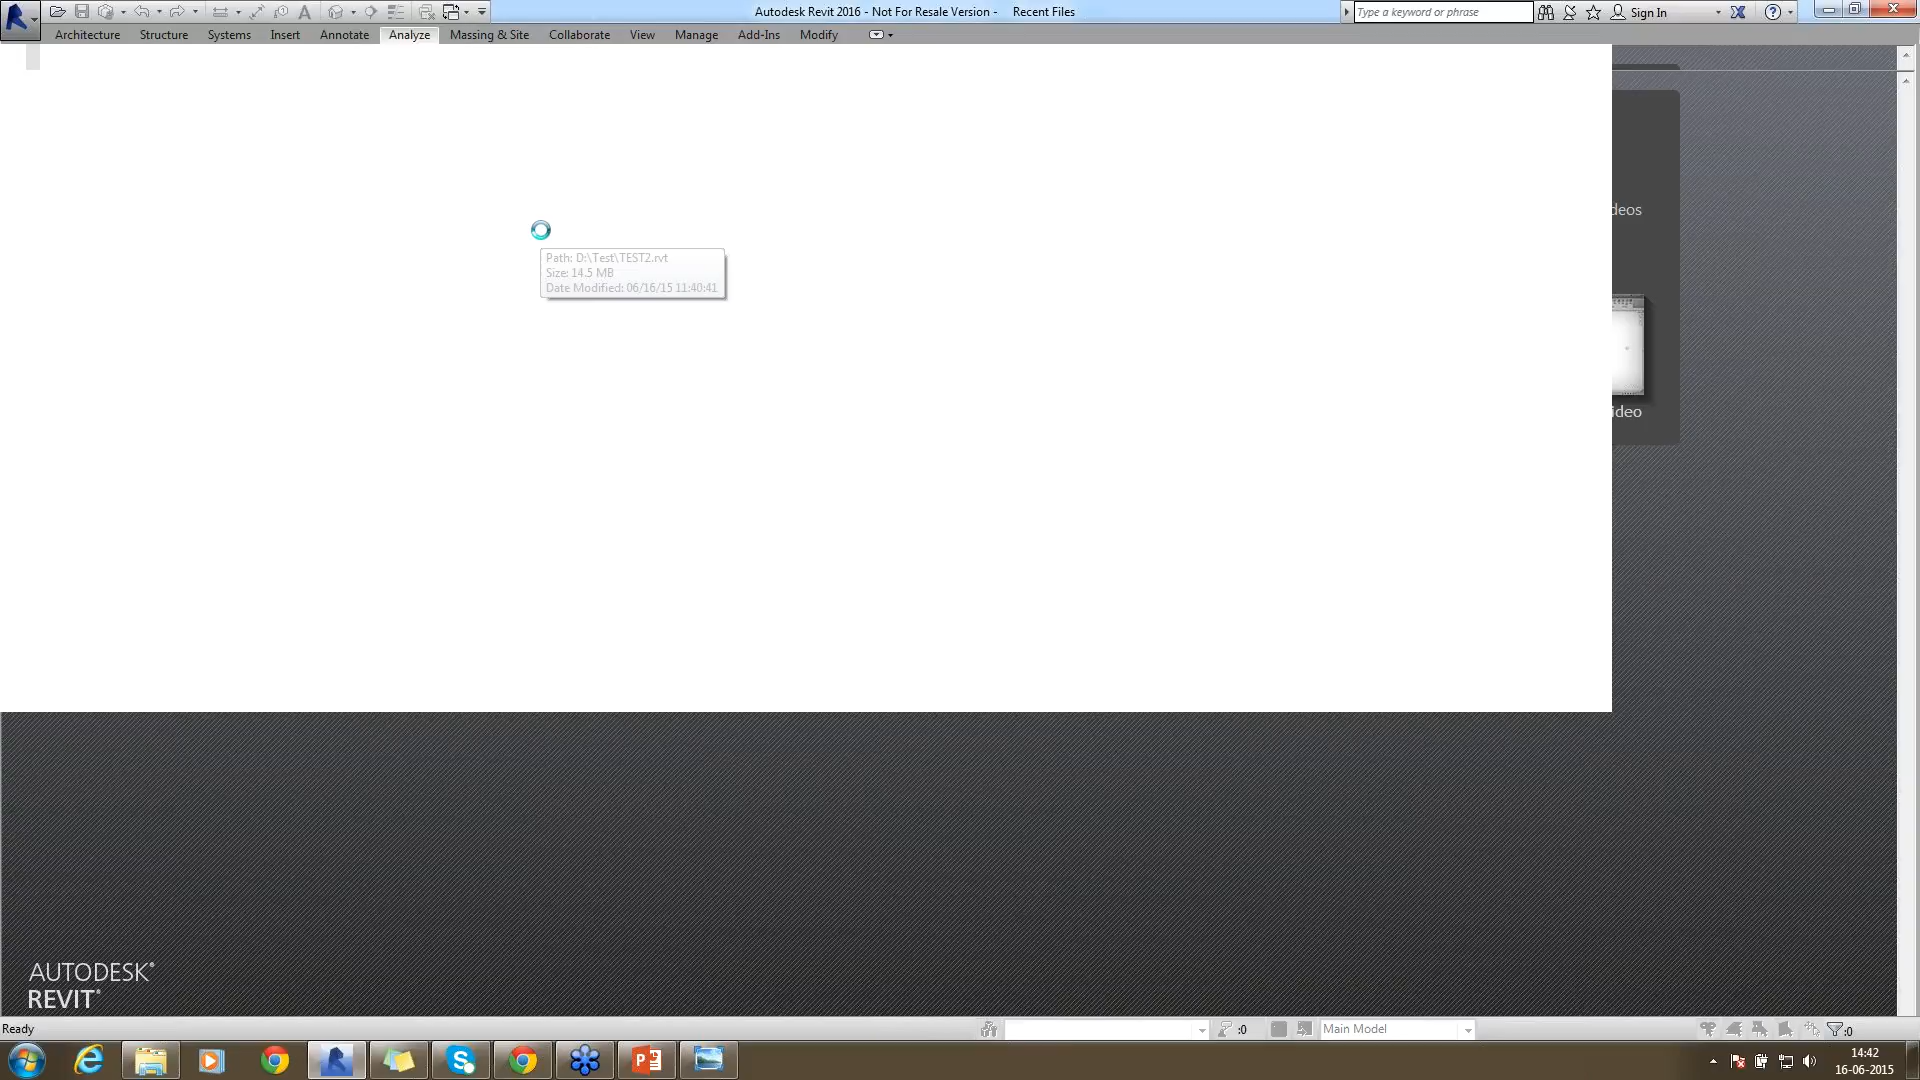 Autodesk Revit 2016 - Not For Resale Version -    Recent Files
Type a keyword or phrase
Sign In
Architecture Structure Systems Insert Annotate Analyze Massing & Site Collaborate View Manage Add-Ins Modify
deos
Path: D:\Test\TEST2.rvt
Size: 14.5 MB
Date Modified: 06/16/15 11:40:41
ideo
AUTODESK®
REVIT®
Ready
:0
Main Model
:0
14:42
16-06-2015